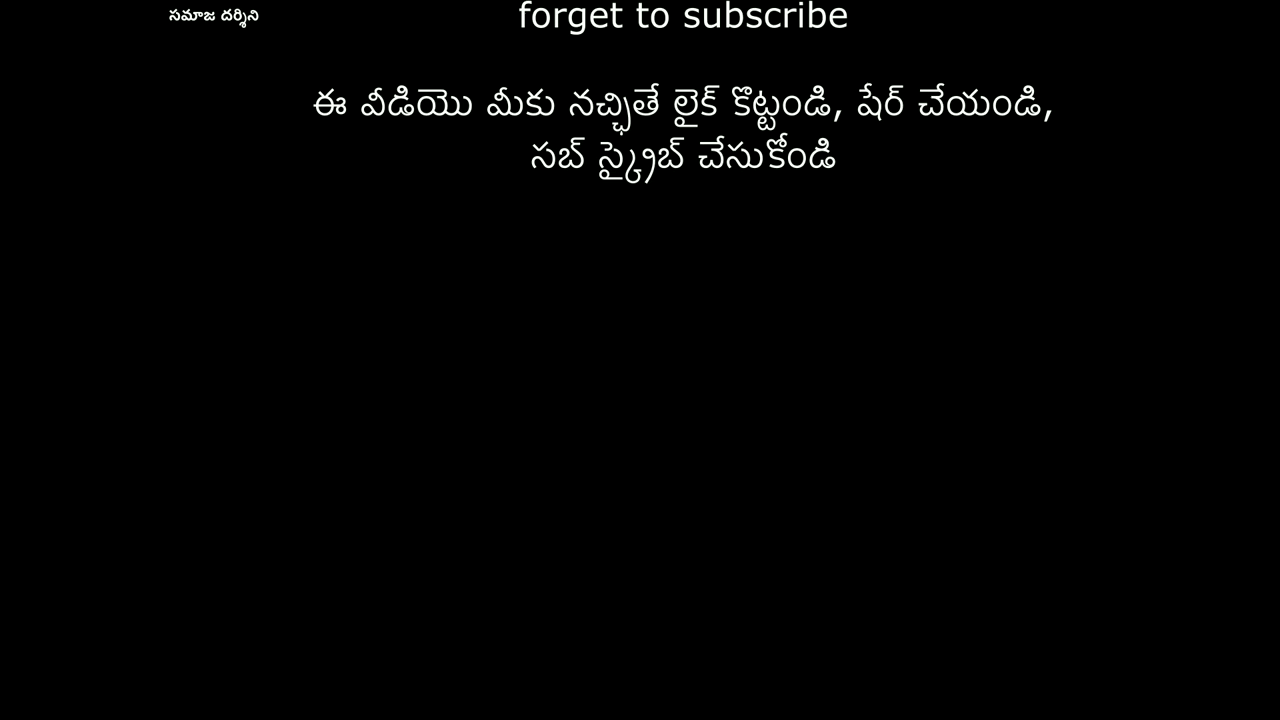 సమాజ దర్శిని
forget to subscribe
ఈ వీడియొ మీకు నచ్ఛితే లైక్ కొట్టండి, షేర్ చేయండి,
సబ్ స్క్రైబ్ చేసుకోండి